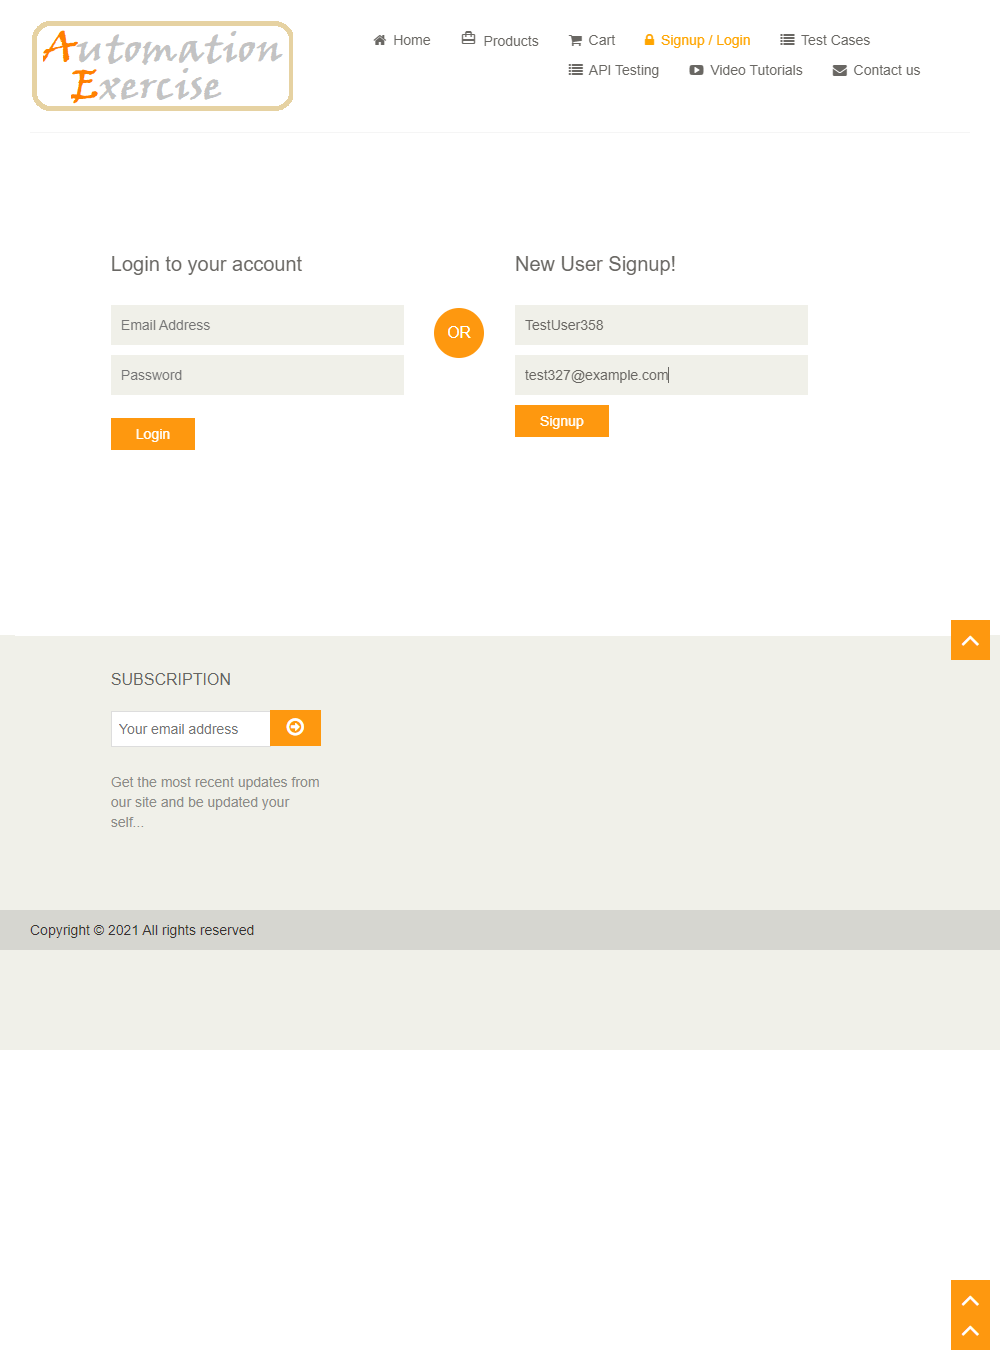 Automation
Exercise
Home
Products
Cart
Signup / Login
Test Cases
API Testing
Video Tutorials
Contact us
Login to your account
Email Address
Password
Login
OR
New User Signup!
TestUser358
test327@example.com
Signup
SUBSCRIPTION
Your email address
Get the most recent updates from
our site and be updated your
self...
Copyright © 2021 All rights reserved